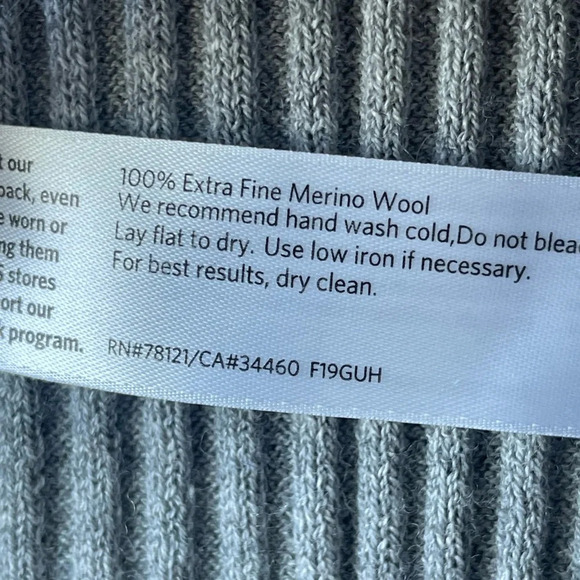 t our
back, even
e worn or
ng them
stores
ort our
k program.
100% Extra Fine Merino Wool
We recommend hand wash cold,Do not blea
Lay flat to dry. Use low iron if necessary.
For best results, dry clean.
RN#78121/CA#34460 F19GUH